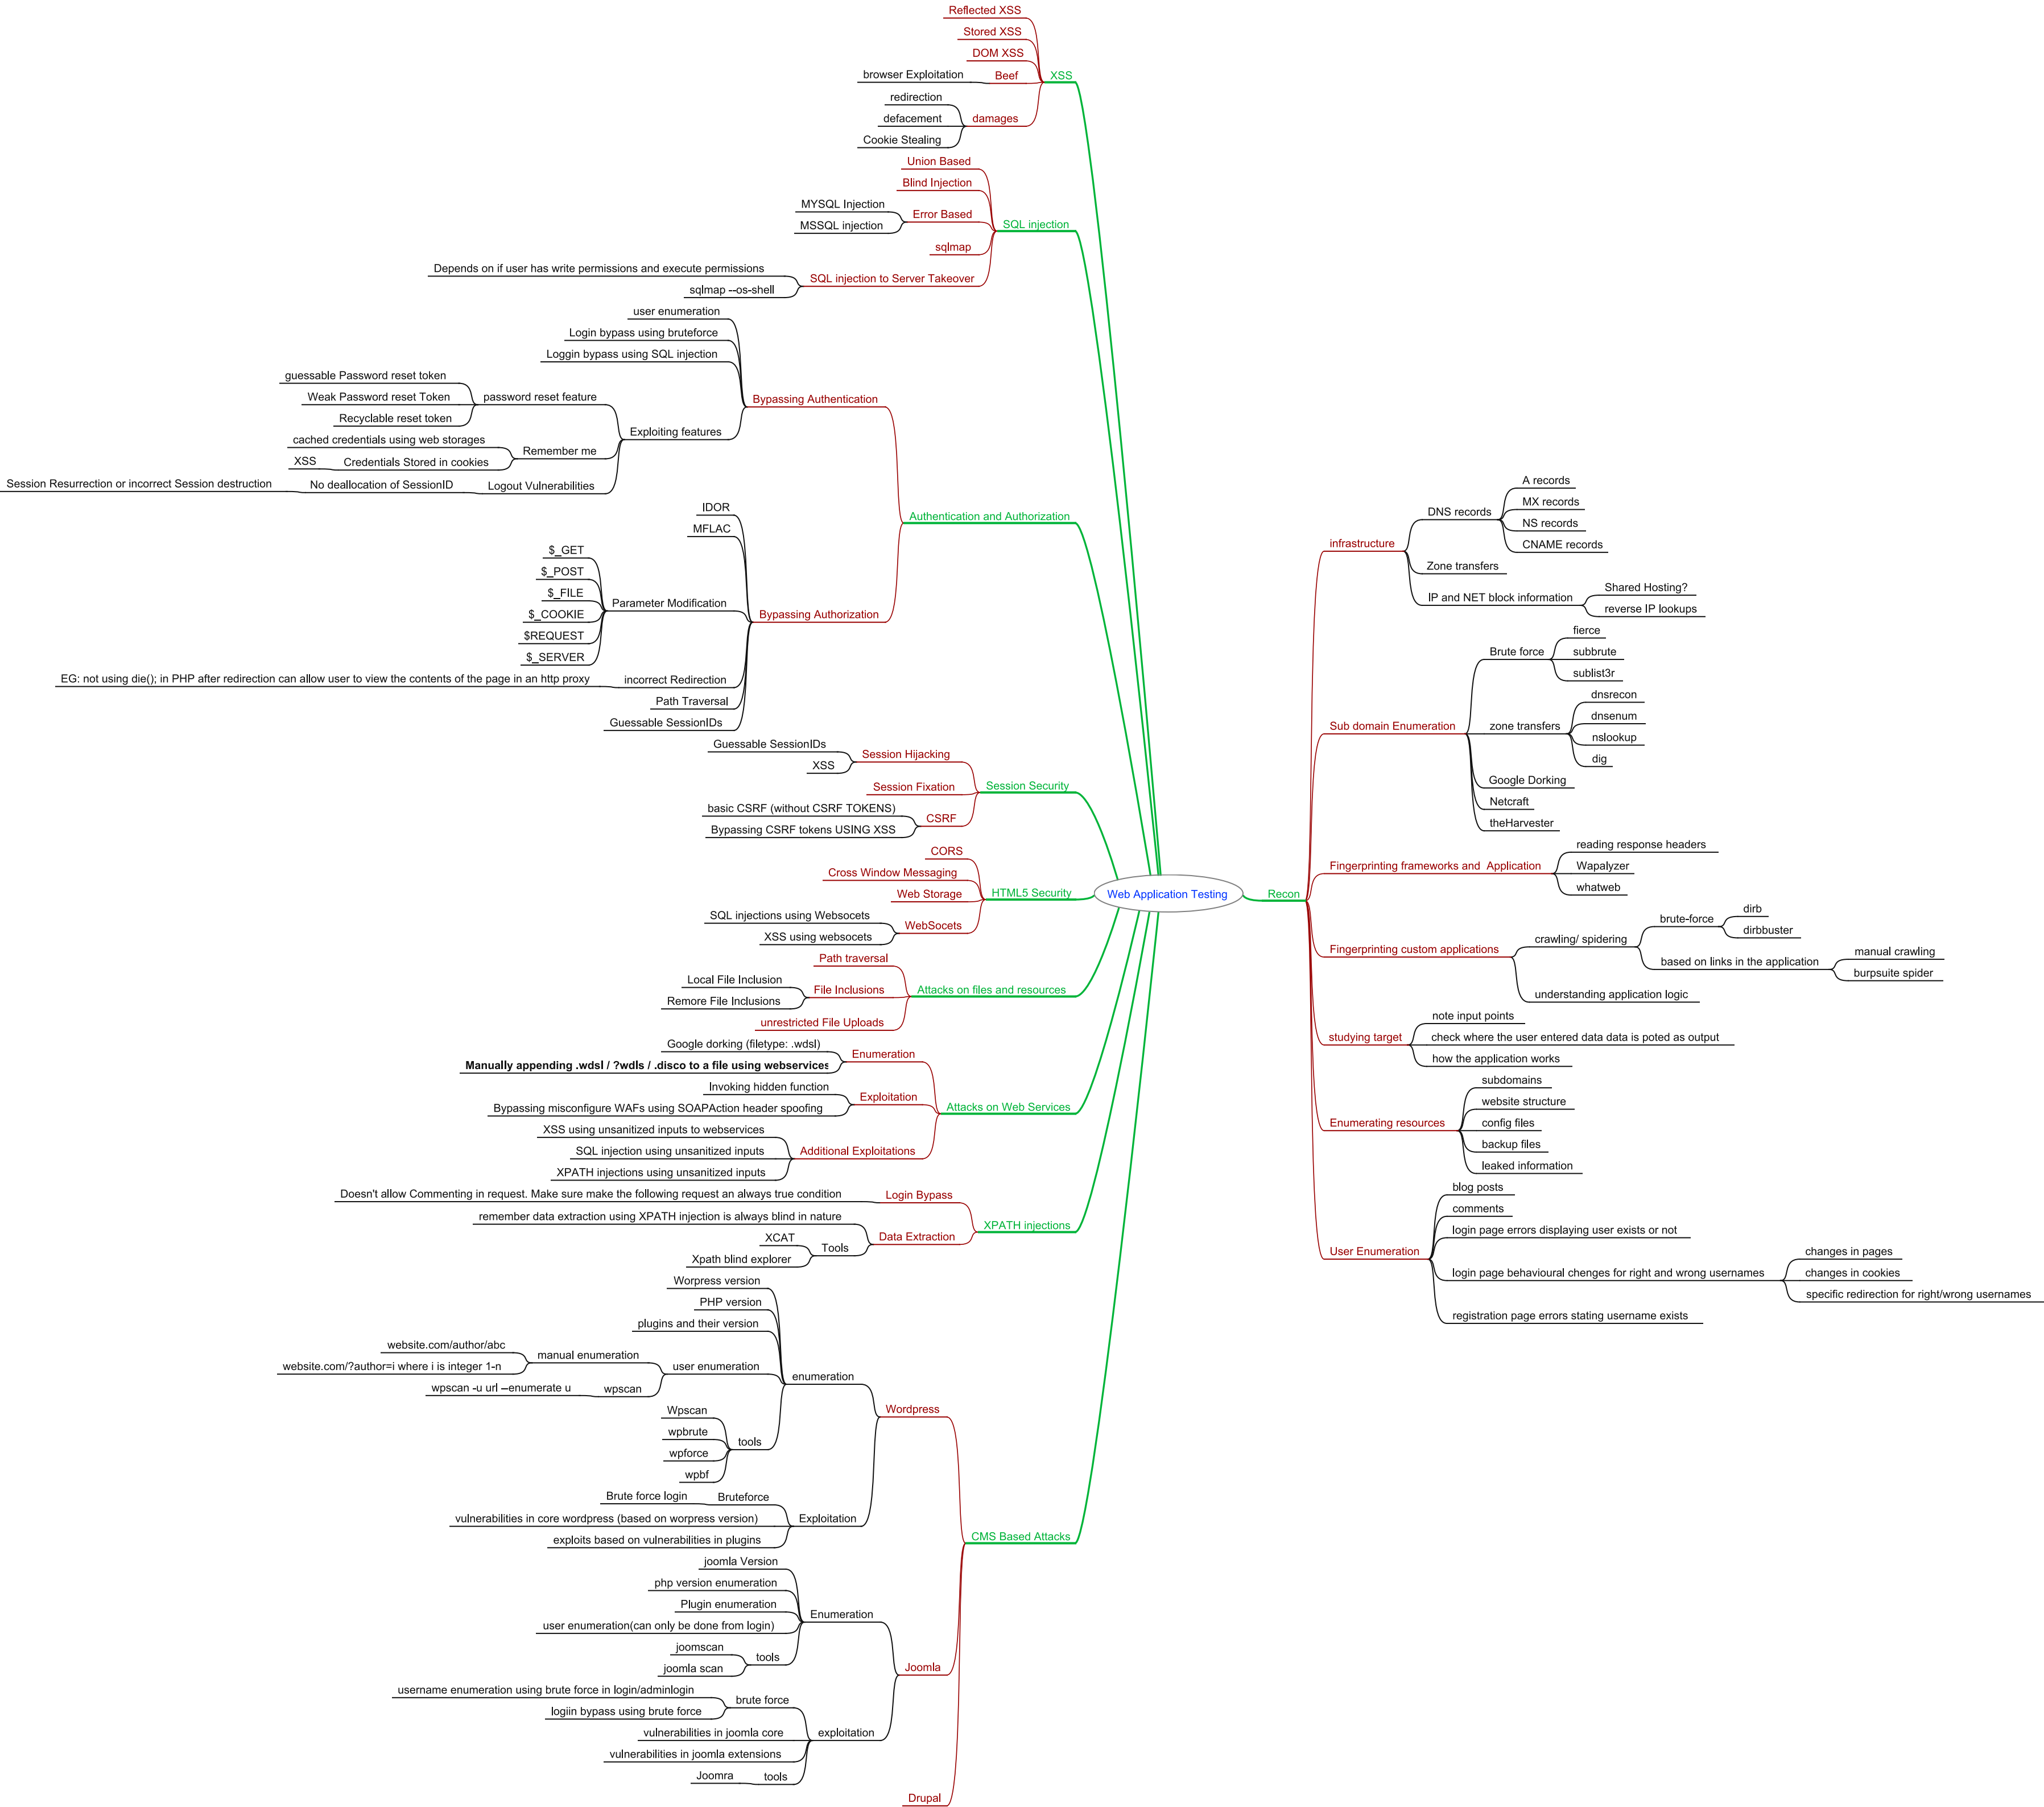 Reflected XSS
Stored XSS
DOM XSS
browser Exploitation
Beef
XSS
redirection
defacement
damages
Cookie Stealing
Union Based
Blind Injection
MYSQL Injection
Error Based
MSSQL injection
SQL injection
sqlmap
Depends on if user has write permissions and execute permissions
SQL injection to Server Takeover
sqlmap --os-shell
user enumeration
Login bypass using bruteforce
Loggin bypass using SQL injection
guessable Password reset token
Weak Password reset Token
password reset feature
Recyclable reset token
Bypassing Authentication
Exploiting features
cached credentials using web storages
Remember me
XSS
Credentials Stored in cookies
Session Resurrection or incorrect Session destruction
No deallocation of SessionID
Logout Vulnerabilities
Authentication and Authorization
IDOR
MFLAC
$_GET
$_POST
$_FILE
Parameter Modification
$_COOKIE
$REQUEST
$_SERVER
Bypassing Authorization
EG: not using die(); in PHP after redirection can allow user to view the contents of the page in an http proxy
incorrect Redirection
Path Traversal
Guessable SessionIDs
Guessable SessionIDs
Session Hijacking
XSS
Session Fixation
Session Security
basic CSRF (without CSRF TOKENS)
CSRF
Bypassing CSRF tokens USING XSS
CORS
Cross Window Messaging
Web Storage
HTML5 Security
SQL injections using Websocets
WebSocets
XSS using websocets
Path traversal
Local File Inclusion
File Inclusions
Remore File Inclusions
Attacks on files and resources
unrestricted File Uploads
Google dorking (filetype: .wdsl)
Enumeration
Manually appending .wdsl / ?wdls / .disco to a file using webservices
Invoking hidden function
Exploitation
Bypassing misconfigure WAFs using SOAPAction header spoofing
Attacks on Web Services
XSS using unsanitized inputs to webservices
SQL injection using unsanitized inputs
Additional Exploitations
XPATH injections using unsanitized inputs
Doesn't allow Commenting in request. Make sure make the following request an always true condition
Login Bypass
remember data extraction using XPATH injection is always blind in nature
XPATH injections
Data Extraction
XCAT
Tools
Xpath blind explorer
Worpress version
PHP version
plugins and their version
website.com/author/abc
manual enumeration
website.com/?author=i where i is integer 1-n
user enumeration
wpscan -u url --enumerate u
wpscan
enumeration
Wpscan
wpbrute
tools
wpforce
wpbf
Wordpress
Brute force login
Bruteforce
vulnerabilities in core wordpress (based on worpress version)
Exploitation
exploits based on vulnerabilities in plugins
CMS Based Attacks
joomla Version
php version enumeration
Plugin enumeration
Enumeration
user enumeration(can only be done from login)
joomscan
tools
joomla scan
Joomla
username enumeration using brute force in login/adminlogin
brute force
logiin bypass using brute force
vulnerabilities in joomla core
exploitation
vulnerabilities in joomla extensions
Joomra
tools
Drupal
Web Application Testing
Recon
infrastructure
DNS records
A records
MX records
NS records
CNAME records
Zone transfers
IP and NET block information
Shared Hosting?
reverse IP lookups
Sub domain Enumeration
Brute force
fierce
subbrute
sublist3r
zone transfers
dnsrecon
dnsenum
nslookup
dig
Google Dorking
Netcraft
theHarvester
Fingerprinting frameworks and  Application
reading response headers
Wapalyzer
whatweb
Fingerprinting custom applications
crawling/ spidering
brute-force
dirb
dirbbuster
based on links in the application
manual crawling
burpsuite spider
understanding application logic
studying target
note input points
check where the user entered data data is poted as output
how the application works
Enumerating resources
subdomains
website structure
config files
backup files
leaked information
User Enumeration
blog posts
comments
login page errors displaying user exists or not
login page behavioural chenges for right and wrong usernames
changes in pages
changes in cookies
specific redirection for right/wrong usernames
registration page errors stating username exists